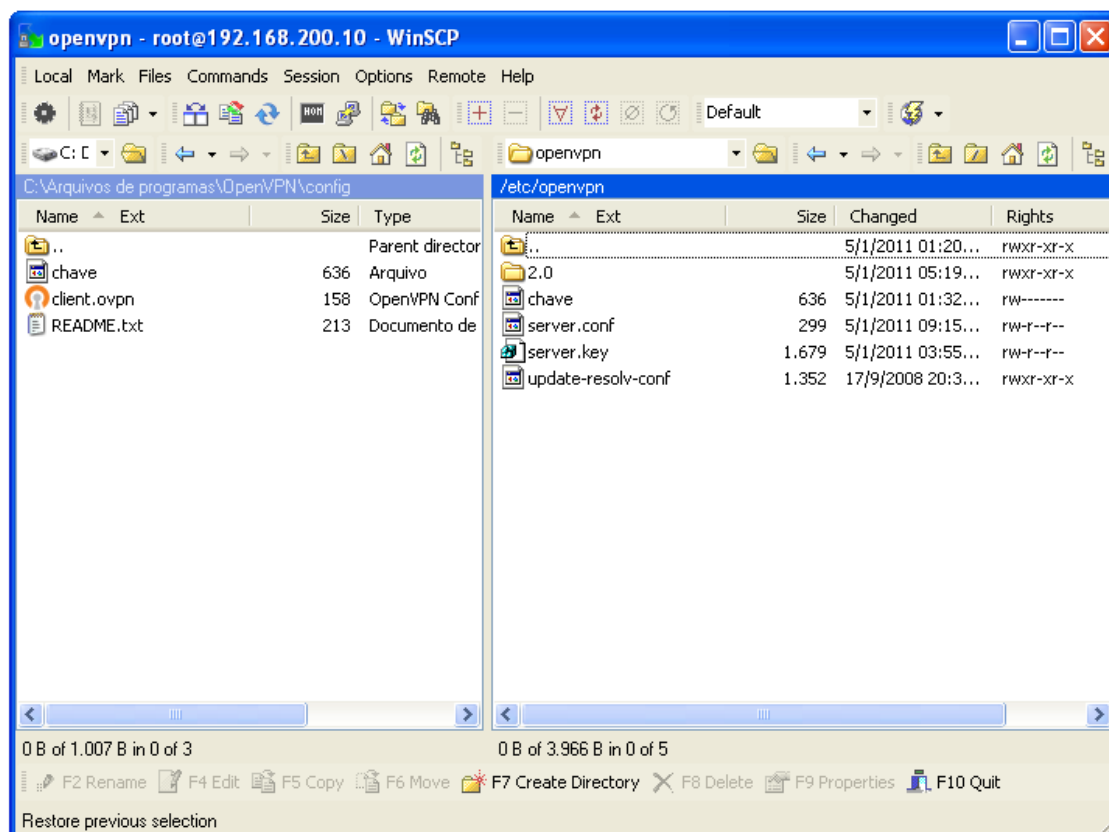 openvpn - root@192.168.200.10 - WinSCP
Local Mark Files Commands Session Options Remote Help
Default
C: openvpn
C:\Arquivos de programas\OpenVPN\config /etc/openvpn
Name Ext Size Type Name Ext Size Changed Rights
.. Parent director .. 5/1/2011 01:20... rwxr-xr-x
chave 636 Arquivo 2.0 5/1/2011 05:19... rwxr-xr-x
client.ovpn 158 OpenVPN Conf chave 636 5/1/2011 01:32... rw-------
README.txt 213 Documento de server.conf 299 5/1/2011 09:15... rw-r--r--
server.key 1.679 5/1/2011 03:55... rw-r--r--
update-resolv-conf 1.352 17/9/2008 20:3... rwxr-xr-x
0 B of 1.007 B in 0 of 3 0 B of 3.966 B in 0 of 5
F2 Rename F4 Edit F5 Copy F6 Move F7 Create Directory F8 Delete F9 Properties F10 Quit
Restore previous selection